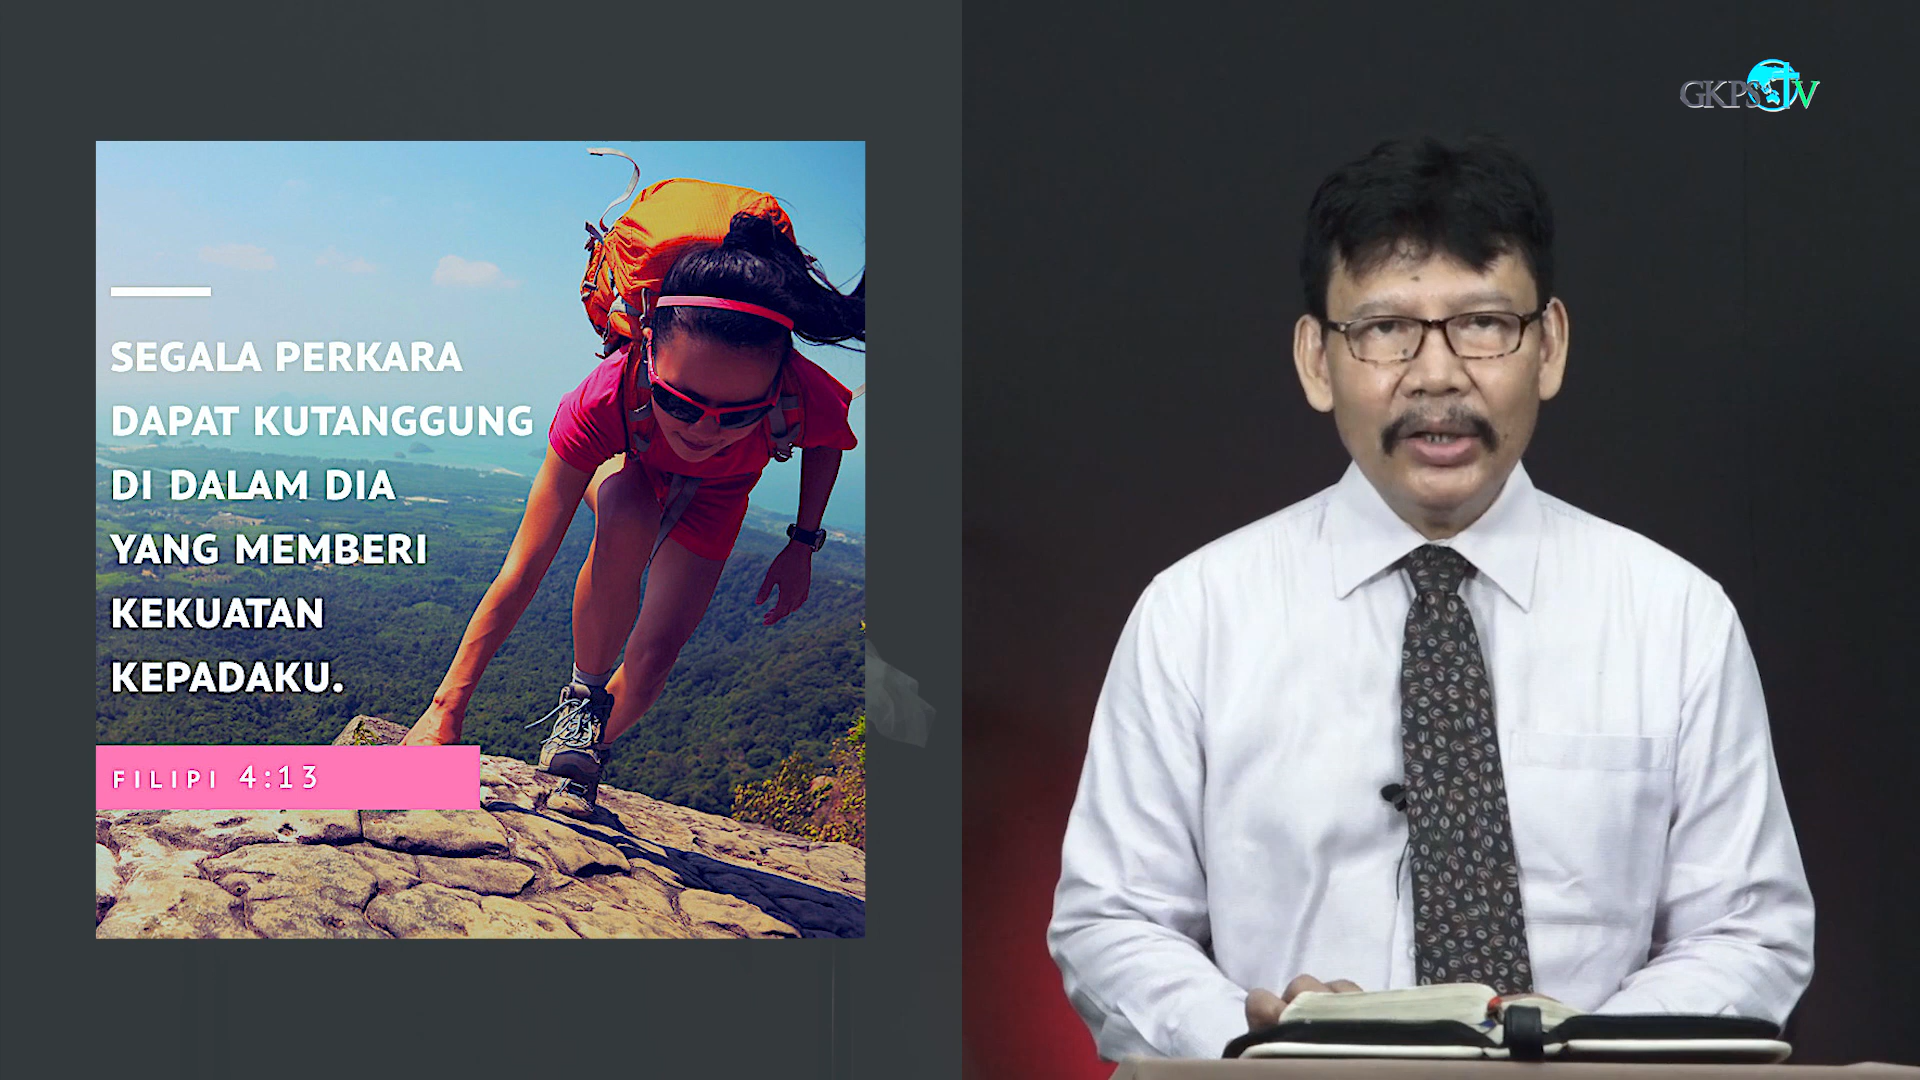 SEGALA PERKARA
DAPAT KUTANGGUNG
DI DALAM DIA
YANG MEMBERI
KEKUATAN
KEPADAKU.
FILIPI 4:13
GKPS TV